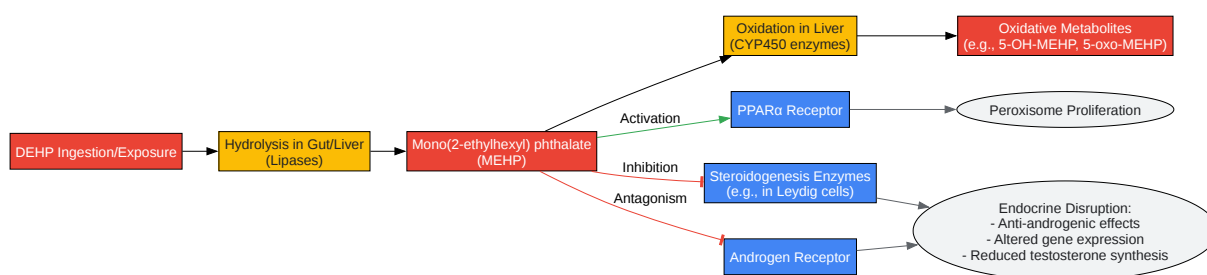 DEHP Ingestion/Exposure
Hydrolysis in Gut/Liver
(Lipases)
Mono(2-ethylhexyl) phthalate
(MEHP)
Oxidation in Liver
(CYP450 enzymes)
Oxidative Metabolites
(e.g., 5-OH-MEHP, 5-oxo-MEHP)
Activation
PPARα Receptor
Peroxisome Proliferation
Inhibition
Steroidogenesis Enzymes
(e.g., in Leydig cells)
Antagonism
Androgen Receptor
Endocrine Disruption:
- Anti-androgenic effects
- Altered gene expression
- Reduced testosterone synthesis